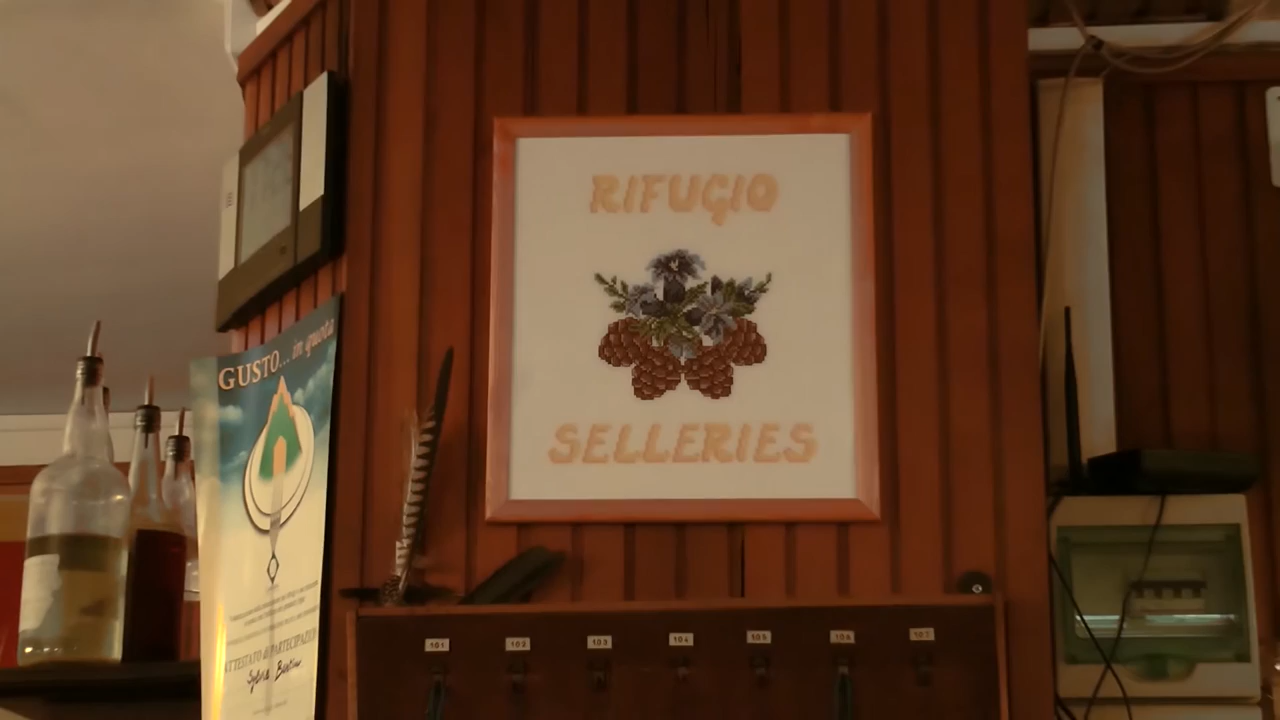 RIFUGIO
SELLERIES
GUSTO... in quota
ATTESTATO di PARTECIPAZIONE
101
102
103
104
105
106
107